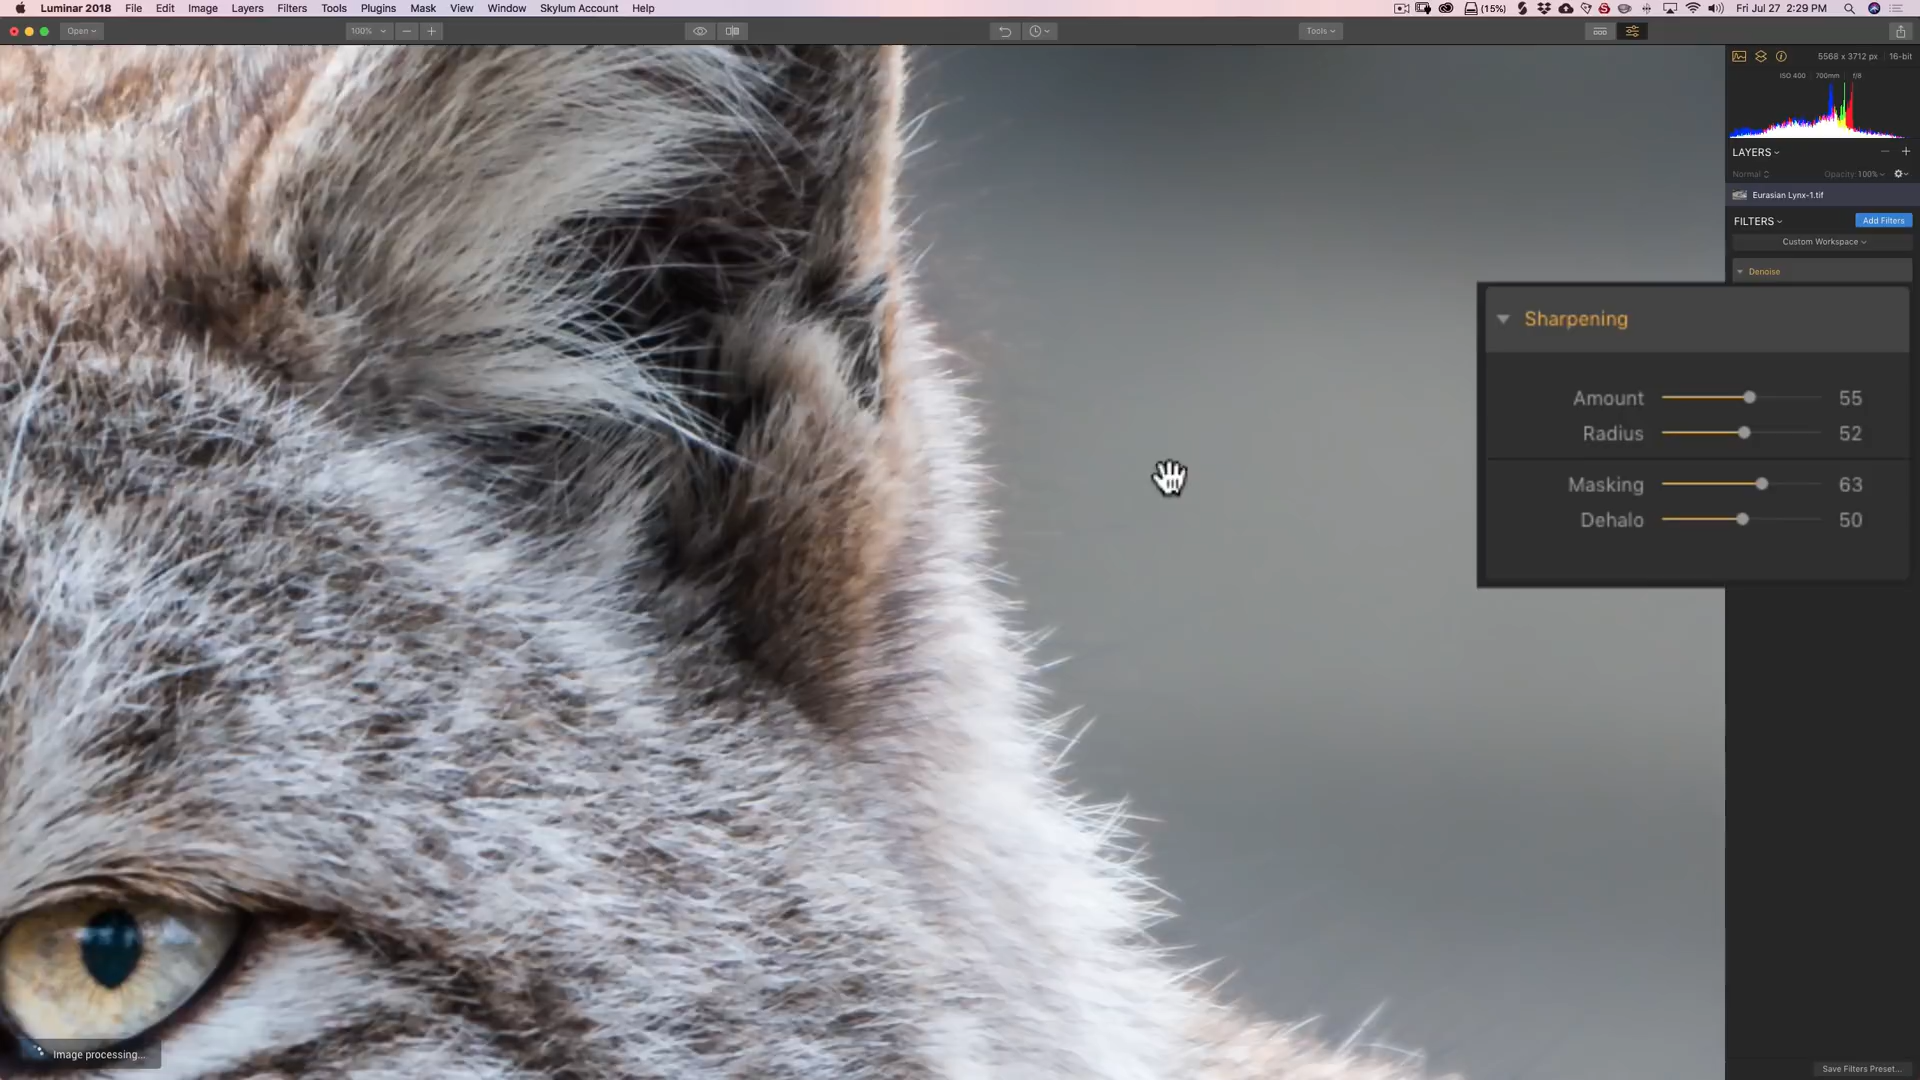 Luminar 2018 File Edit Image Layers Filters Tools Plugins Mask View Window Skylum Account Help (15%) Fri Jul 27 2:29 PM
Open 100% Tools
5568 x 3712 px 16-bit
ISO 400 700mm f/8
LAYERS
Normal Opacity: 100%
Eurasian Lynx-1.tif
FILTERS Add Filters
Custom Workspace
Denoise
Sharpening
Amount 55
Radius 52
Masking 63
Dehalo 50
Image processing...
Save Filters Preset...